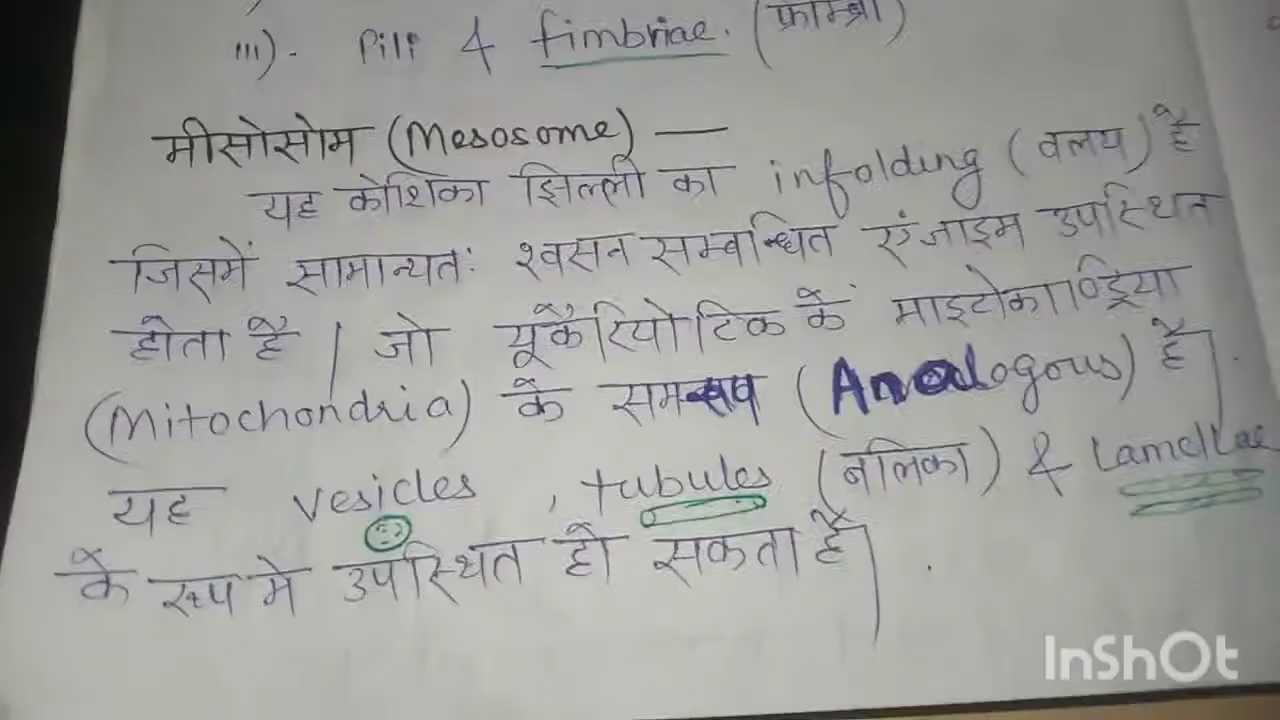 III). Pili & fimbriae. (फ्राम्ब्री)
मीसोसोम (Mesosome) —
यह कोशिका झिल्ली का infolding (वलय) है
जिसमें सामान्यतः श्वसन सम्बन्धित एंजाइम उपस्थित
होता है। जो यूकैरियोटिक के माइटोकाण्ड्रिया
(Mitochondria) के समरूप (Analogous) है।
यह vesicles, tubules (नलिका) & Lamellae
के रूप मे उपस्थित हो सकता है।
InShOt